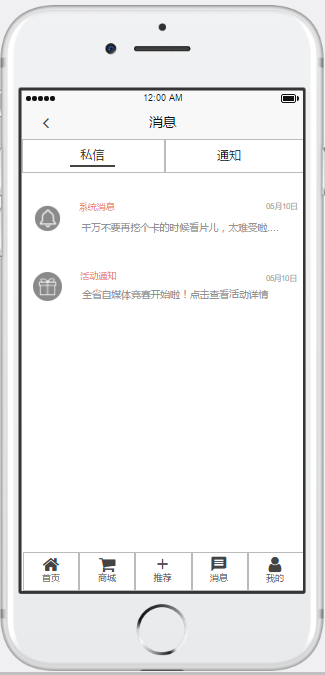 12:00 AM
消息
私信
通知
系统消息
05月10日
千万不要再挖个卡的时候看片儿，太难受啦....
活动通知
05月10日
全省自媒体竞赛开始啦！点击查看活动详情
首页
商城
推荐
消息
我的